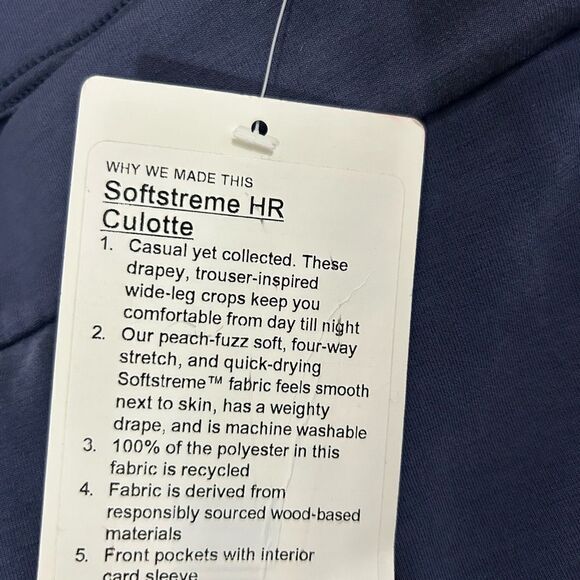 WHY WE MADE THIS
Softstreme HR
Culotte
1. Casual yet collected. These
drapey, trouser-inspired
wide-leg crops keep you
comfortable from day till night
2. Our peach-fuzz soft, four-way
stretch, and quick-drying
Softstreme™ fabric feels smooth
next to skin, has a weighty
drape, and is machine washable
3. 100% of the polyester in this
fabric is recycled
4. Fabric is derived from
responsibly sourced wood-based
materials
5. Front pockets with interior
card sleeve